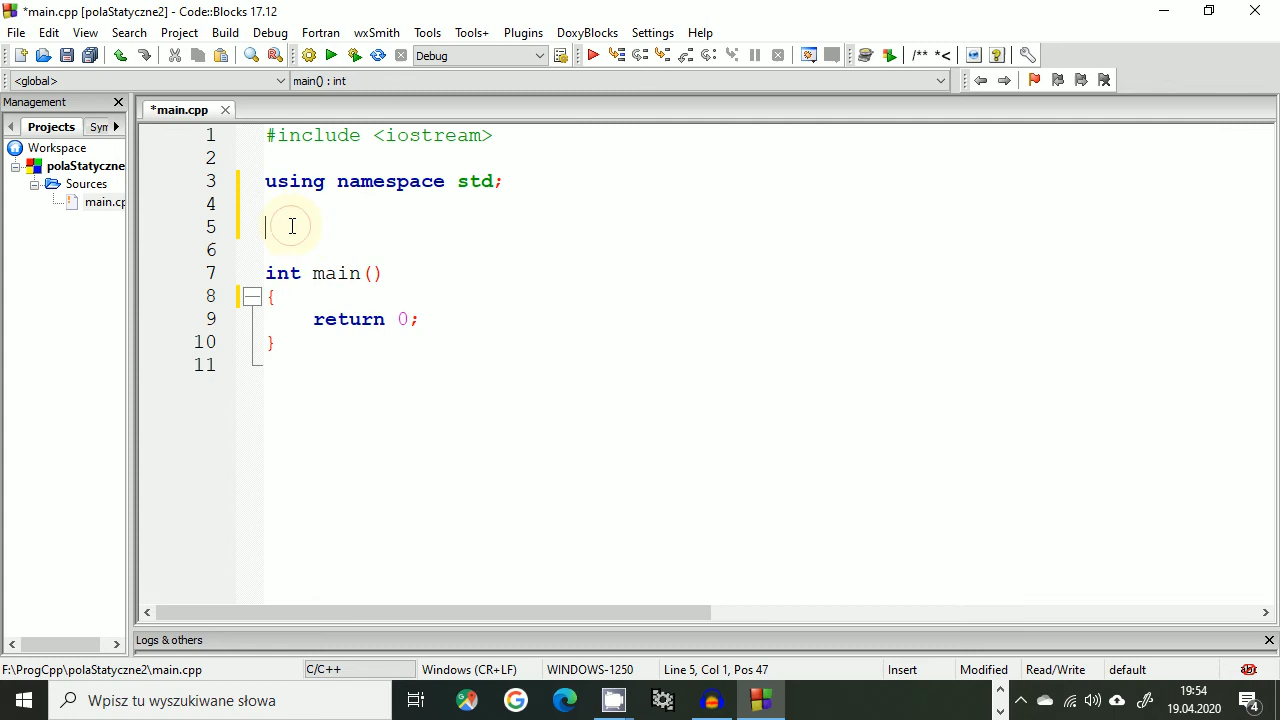 *main.cpp [polaStatyczne2] - Code::Blocks 17.12
File Edit View Search Project Build Debug Fortran wxSmith Tools Tools+ Plugins DoxyBlocks Settings Help
Debug
/** *<
<global> main() : int
Management
*main.cpp
Projects Syn
Workspace
polaStatyczne
Sources
main.cp
1 #include <iostream>
2
3 using namespace std;
4
5
6
7 int main()
8 {
9 return 0;
10 }
11
Logs & others
F:\ProgCpp\polaStatyczne2\main.cpp C/C++ Windows (CR+LF) WINDOWS-1250 Line 5, Col 1, Pos 47 Insert Modified Read/Write default
Wpisz tu wyszukiwane słowa
19:54
19.04.2020
4